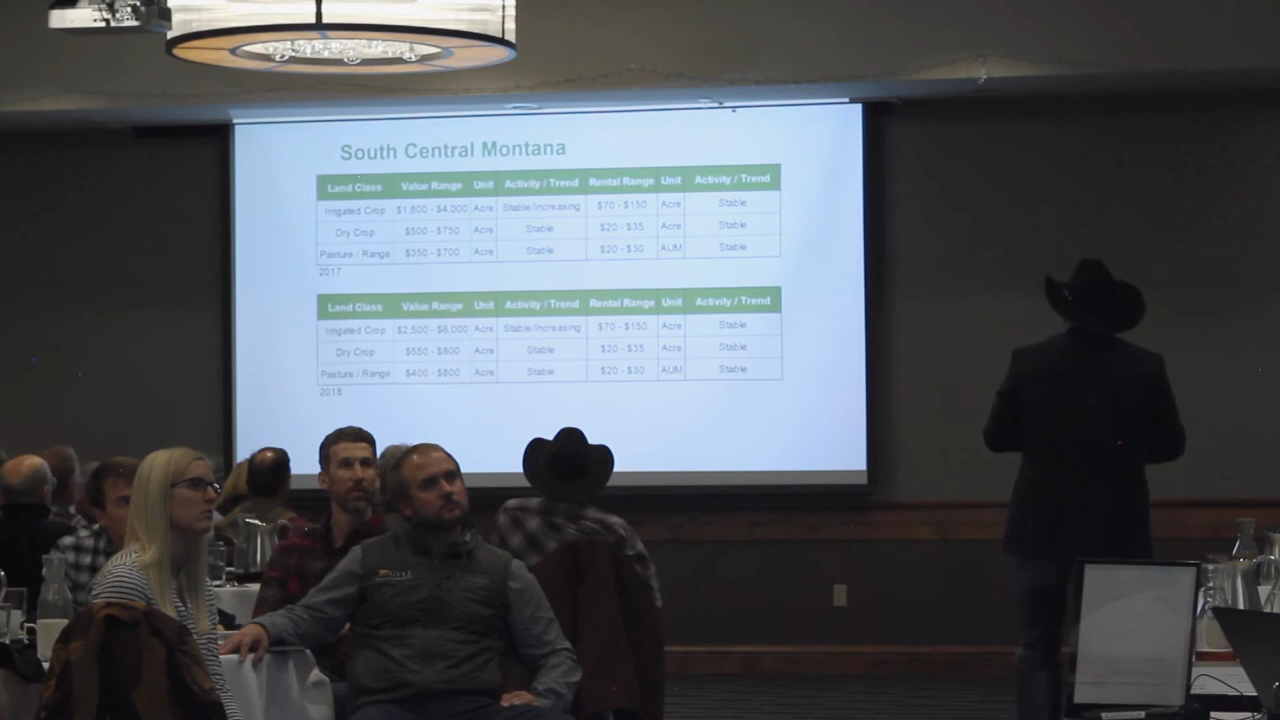 South Central Montana
Land Class Value Range Unit Activity / Trend Rental Range Unit Activity / Trend
Irrigated Crop $1,800 - $4,000 Acre Stable/Increasing $70 - $150 Acre Stable
Dry Crop $500 - $750 Acre Stable $20 - $35 Acre Stable
Pasture / Range $350 - $700 Acre Stable $20 - $30 AUM Stable
2017
Land Class Value Range Unit Activity / Trend Rental Range Unit Activity / Trend
Irrigated Crop $2,500 - $6,000 Acre Stable/Increasing $70 - $150 Acre Stable
Dry Crop $550 - $800 Acre Stable $20 - $35 Acre Stable
Pasture / Range $400 - $800 Acre Stable $20 - $30 AUM Stable
2018